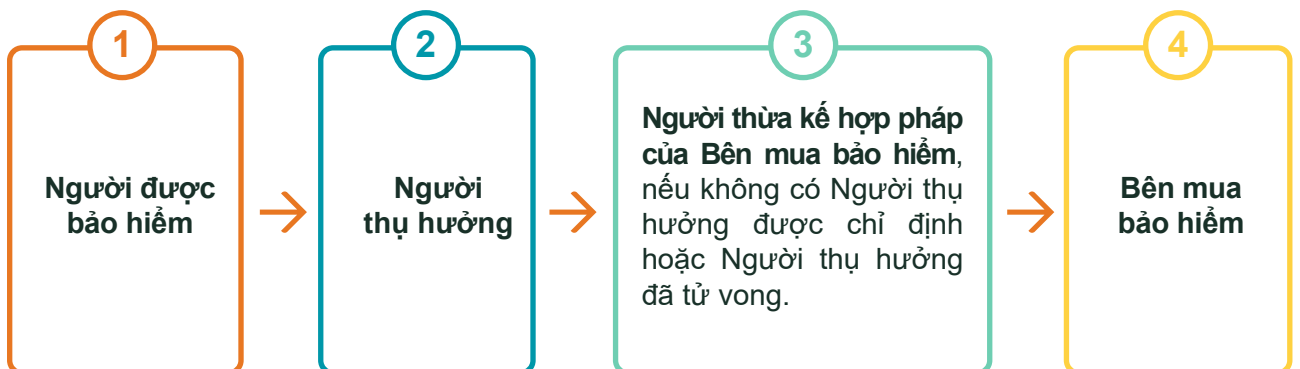 1
Người được
bảo hiểm
2
Người
thụ hưởng
3
Người thừa kế hợp pháp
của Bên mua bảo hiểm,
nếu không có Người thụ
hưởng được chỉ định
hoặc Người thụ hưởng
đã tử vong.
4
Bên mua
bảo hiểm